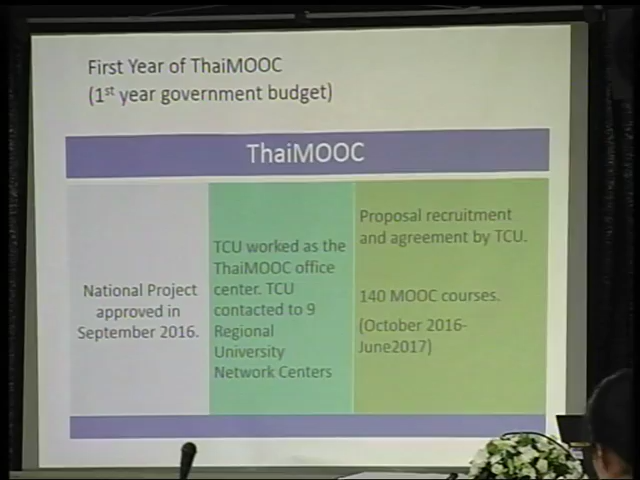 First Year of ThaiMOOC
(1st year government budget)
ThaiMOOC
National Project
approved in
September 2016.
TCU worked as the
ThaiMOOC office
center. TCU
contacted to 9
Regional
University
Network Centers
Proposal recruitment
and agreement by TCU.
140 MOOC courses.
(October 2016-
June2017)